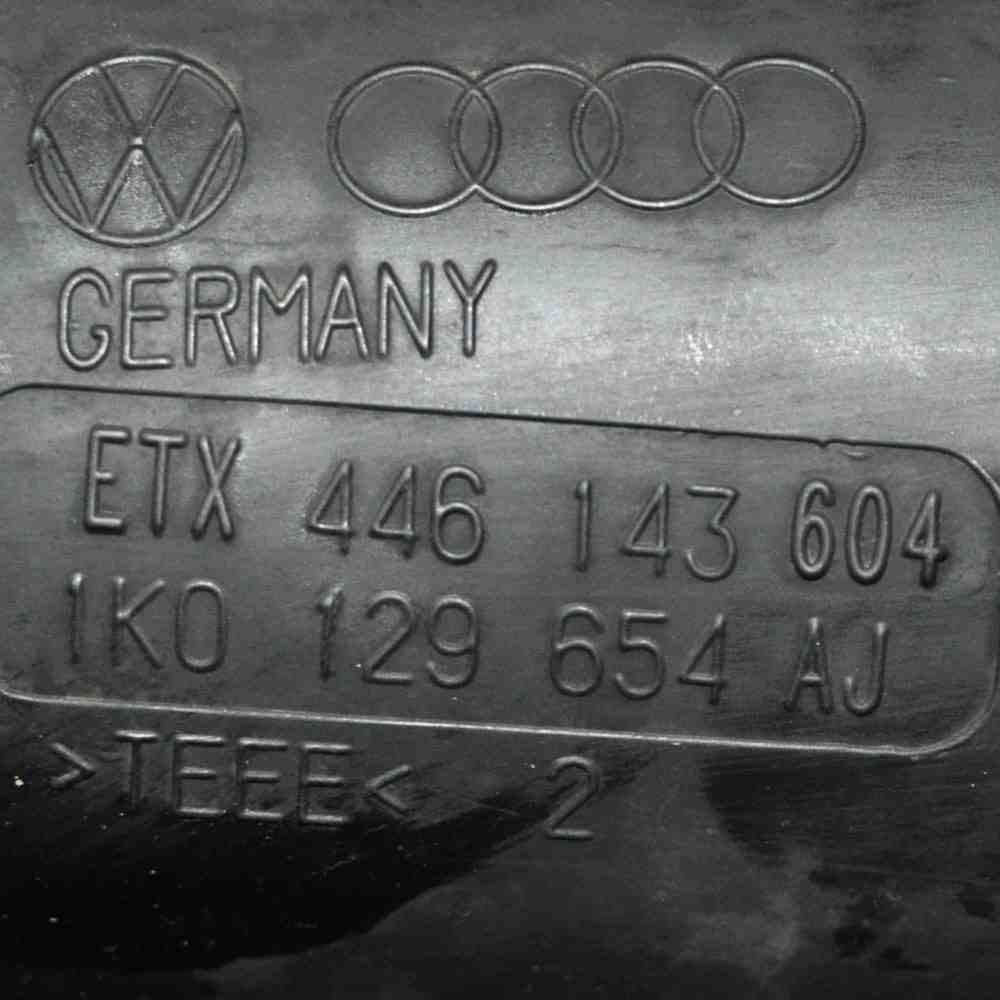 GERMANY
ETX 446 143 604
1K0 129 654 AJ
>TEEE< 2